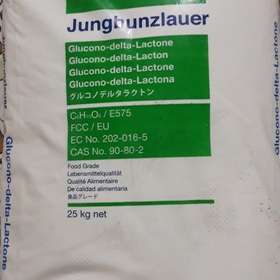 Jungbunzlauer
Glucono-delta-Lactone
Glucono-delta-Lacton
Glucono-delta-Lactone
Glucono-delta-Lactona
グルコノデルタラクトン
C₆H₁₀O₆ / E575
FCC / EU
EC No. 202-016-5
CAS No. 90-80-2
Food Grade
Lebensmittelqualität
Qualité Alimentaire
De calidad alimentaria
食品グレード
25 kg net
Glucono-delta-Lactone
Glucono-delta-Lactone